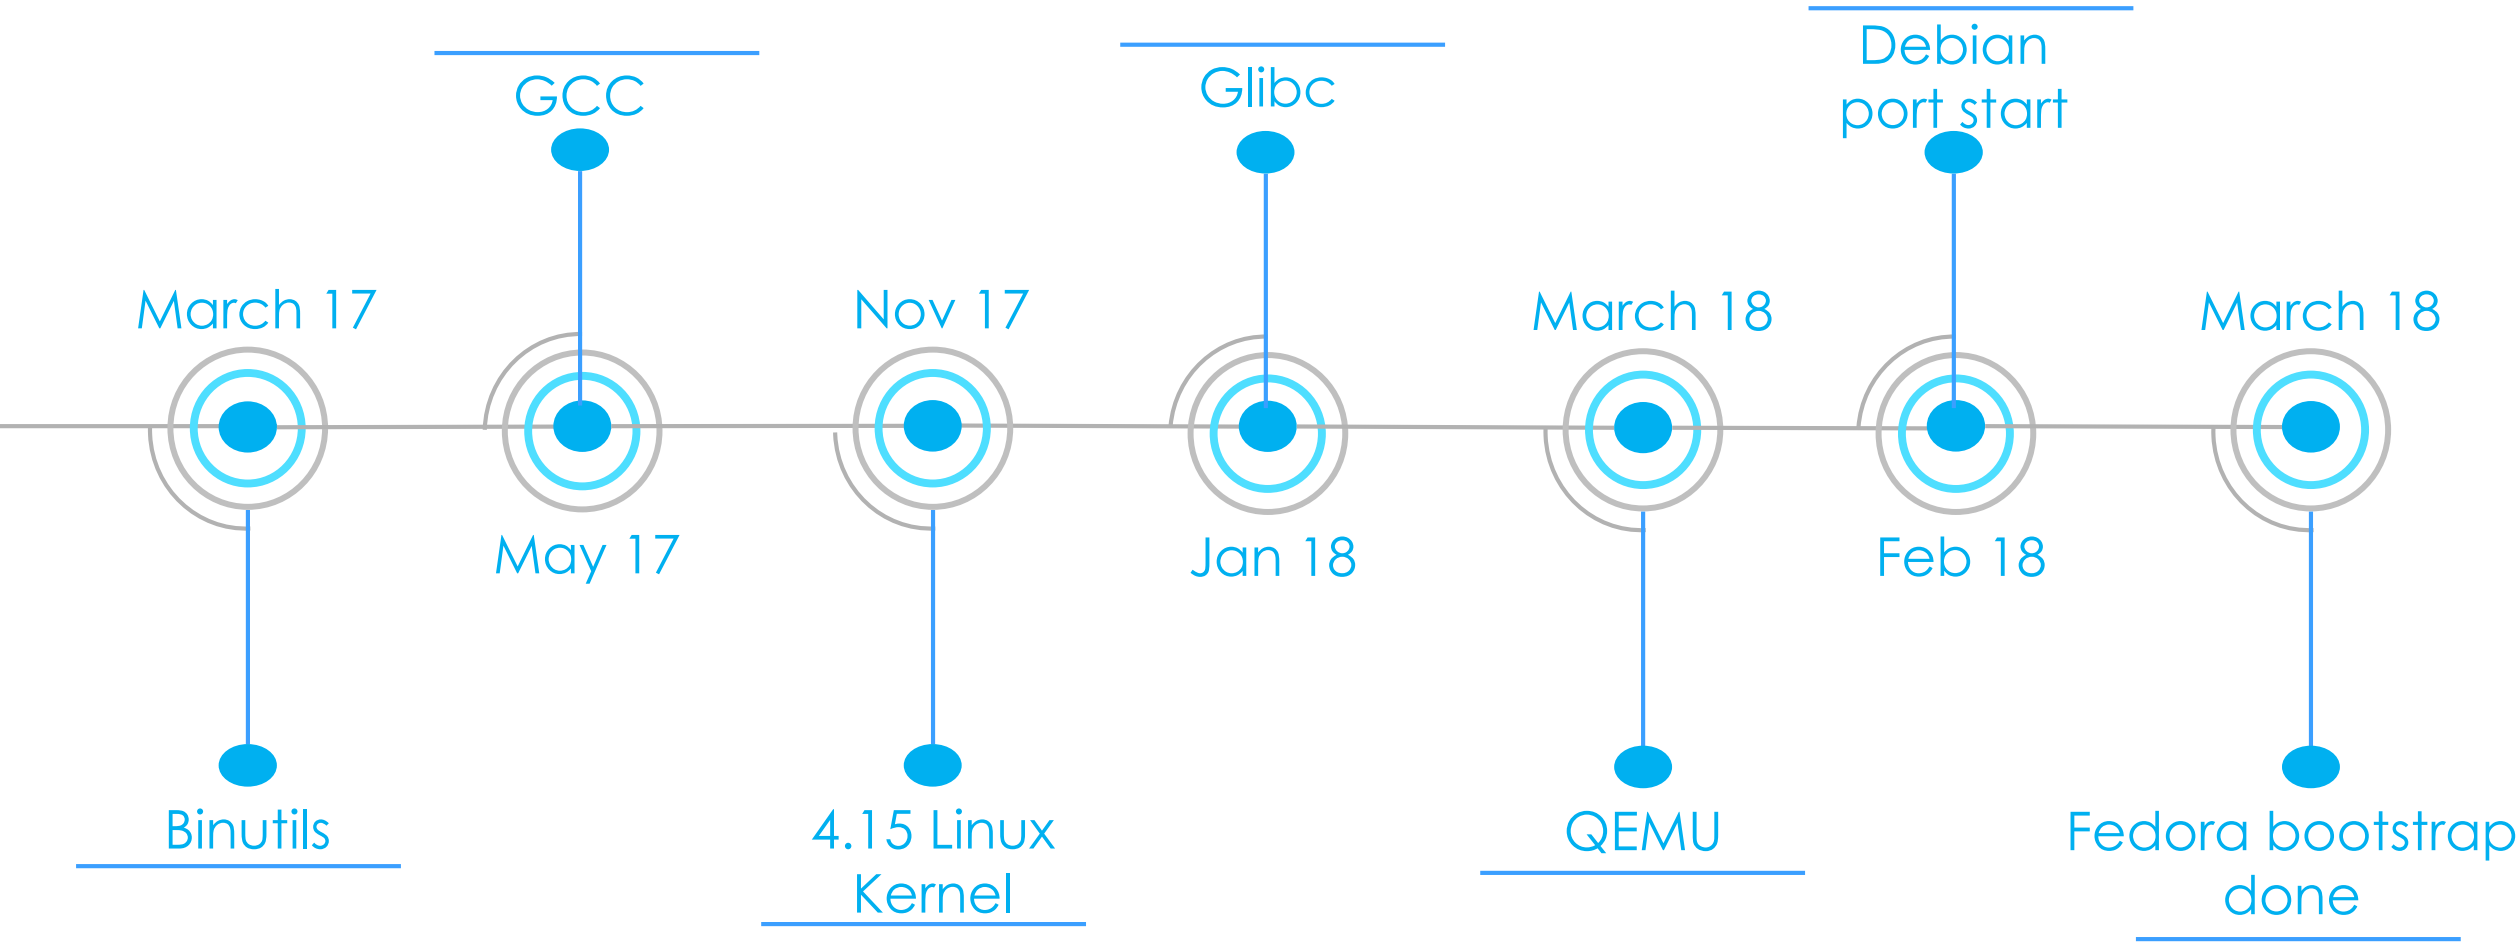 GCC
Glibc
Debian
port start
March 17
Nov 17
March 18
March 18
May 17
Jan 18
Feb 18
Binutils
4.15 Linux
Kernel
QEMU
Fedora bootstrap
done